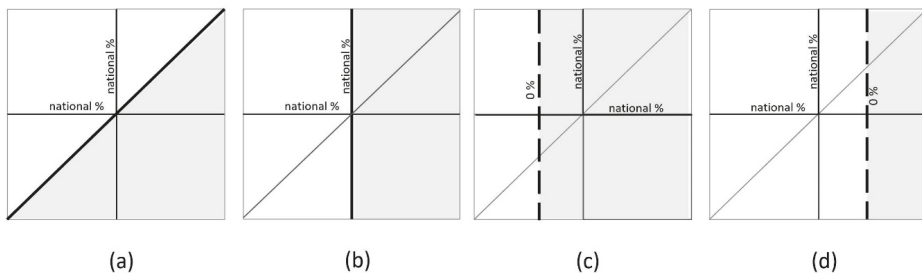 national %
national %
national %
national %
0 %
national %
national %
national %
national %
0 %
(a)
(b)
(c)
(d)